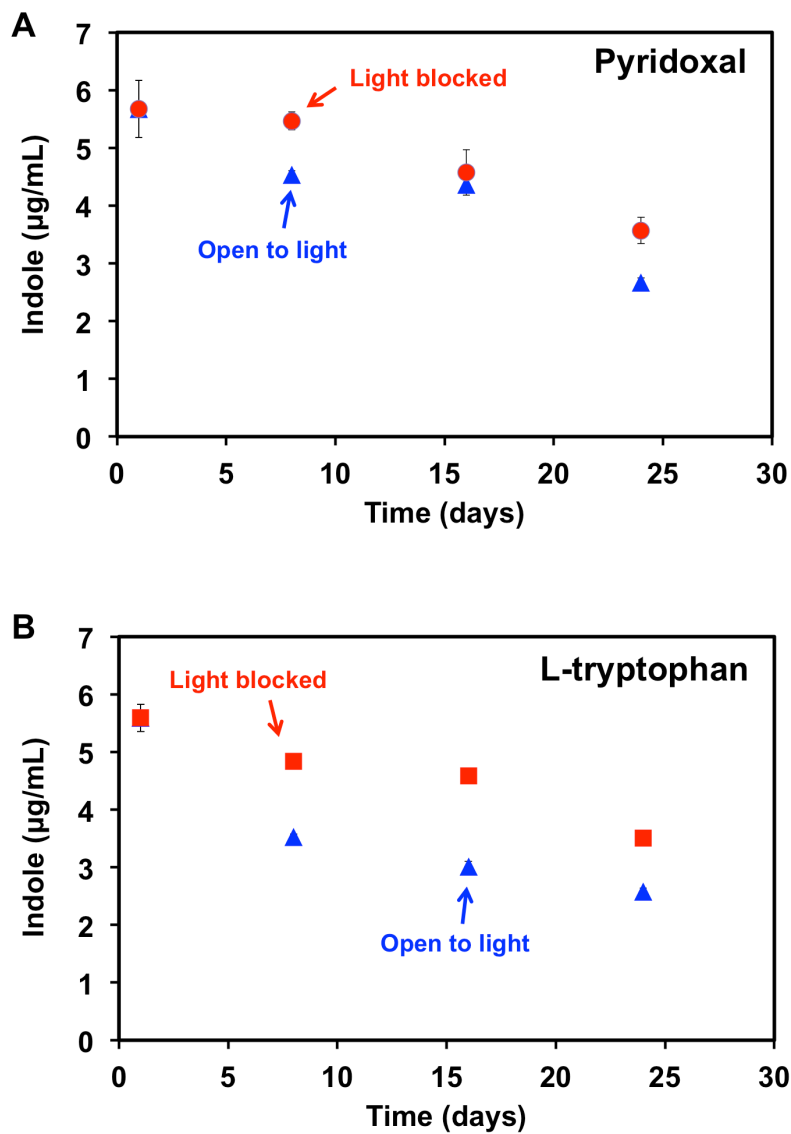 A
Pyridoxal
Light blocked
Open to light
Indole (µg/mL)
7
6
5
4
3
2
1
0
0 5 10 15 20 25 30
Time (days)
B
L-tryptophan
Light blocked
Open to light
Indole (µg/mL)
7
6
5
4
3
2
1
0
0 5 10 15 20 25 30
Time (days)